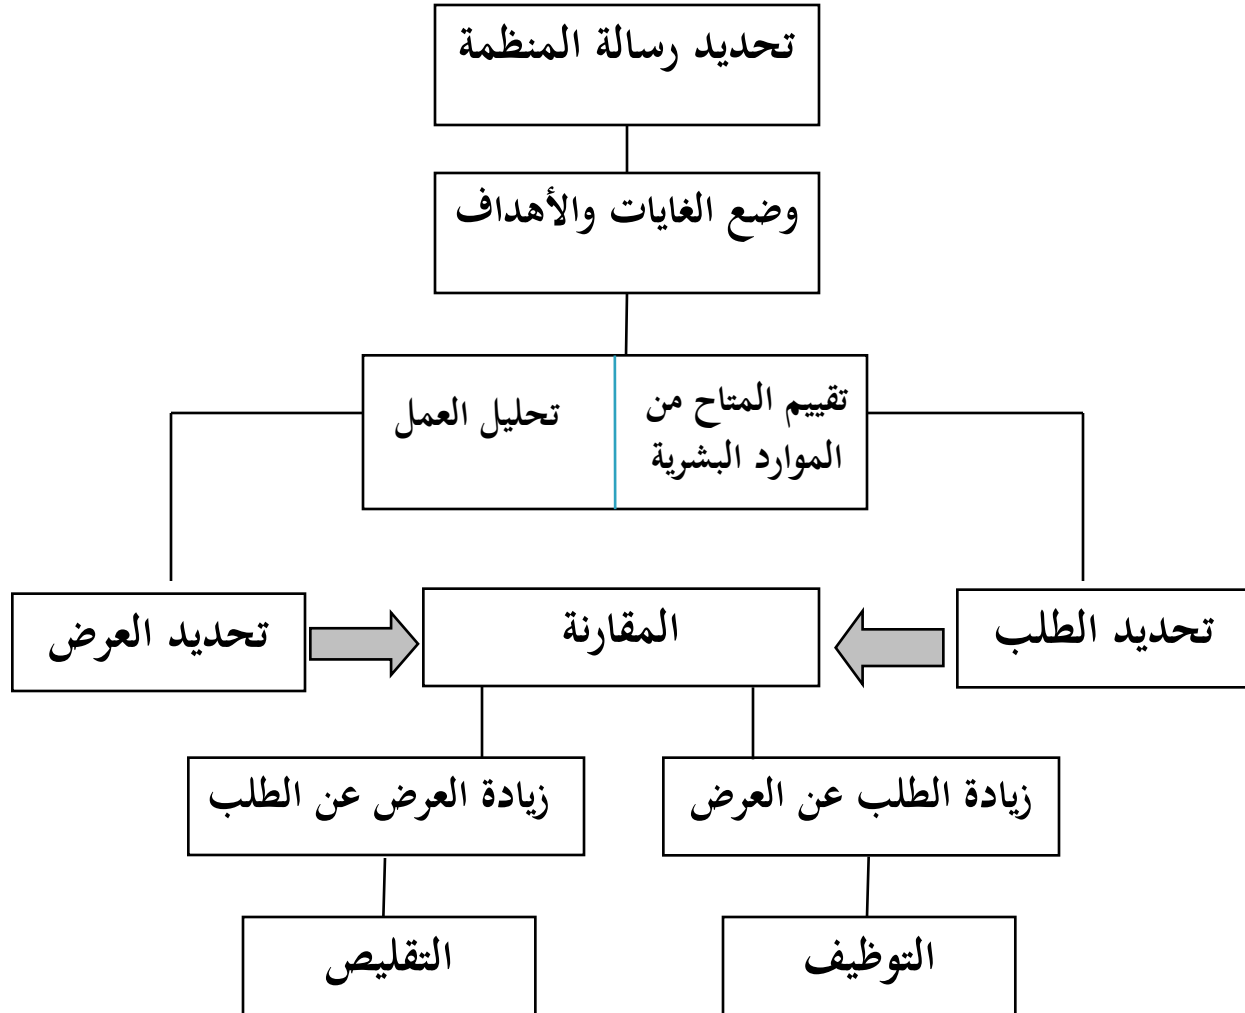 تحديد رسالة المنظمة
وضع الغايات والأهداف
تقييم المتاح من
الموارد البشرية
تحليل العمل
تحديد الطلب
المقارنة
تحديد العرض
زيادة الطلب عن العرض
زيادة العرض عن الطلب
التوظيف
التقليص